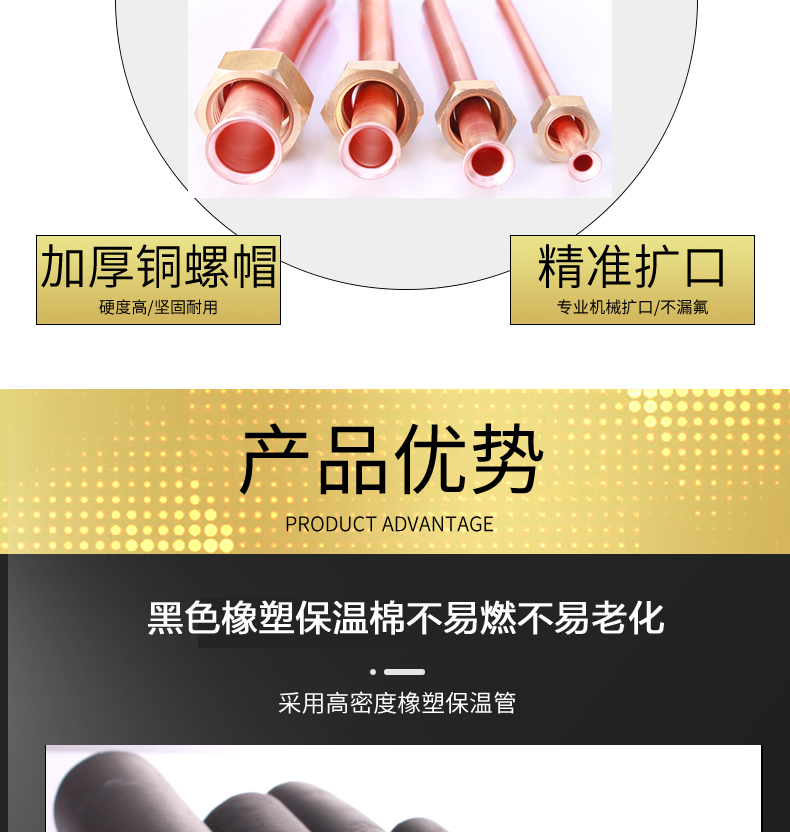 加厚铜螺帽
硬度高/坚固耐用
精准扩口
专业机械扩口/不漏氟
产品优势
PRODUCT ADVANTAGE
黑色橡塑保温棉不易燃不易老化
采用高密度橡塑保温管